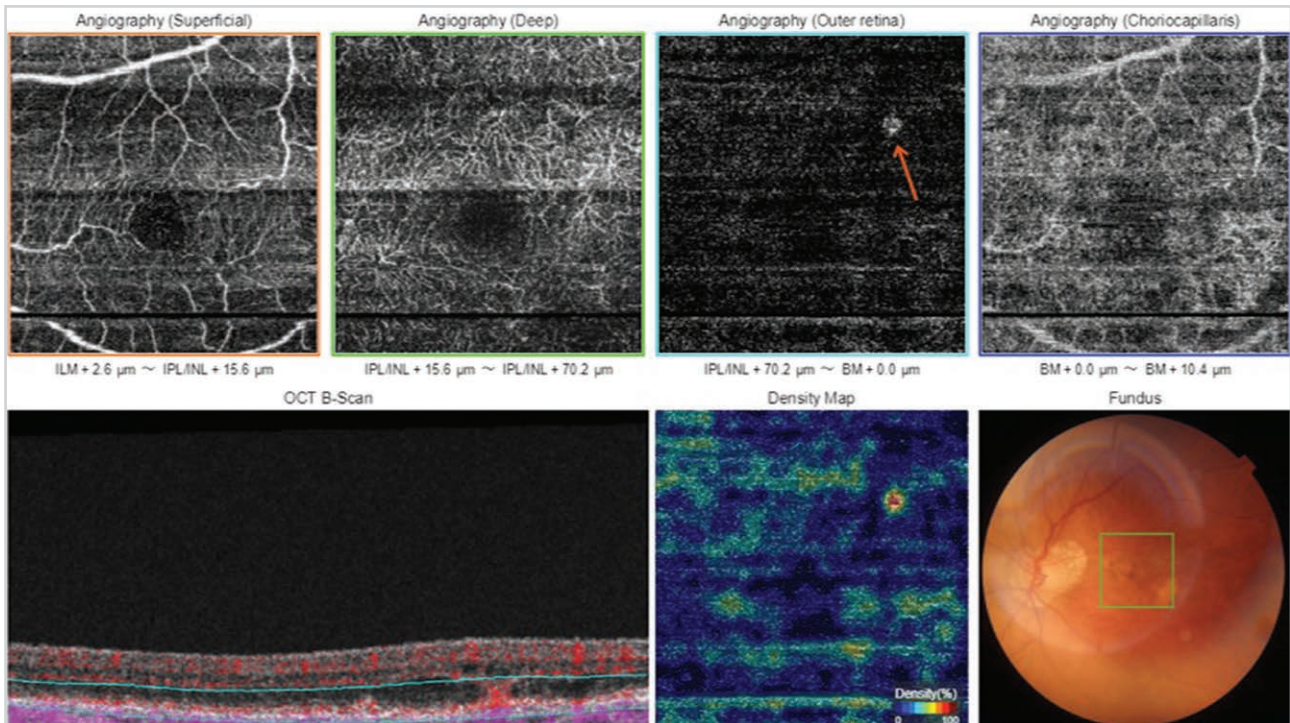 Angiography (Superficial)
Angiography (Deep)
Angiography (Outer retina)
Angiography (Choriocapillaris)
ILM + 2.6 μm ～ IPL/INL + 15.6 μm
IPL/INL + 15.6 μm ～ IPL/INL + 70.2 μm
IPL/INL + 70.2 μm ～ BM + 0.0 μm
BM + 0.0 μm ～ BM + 10.4 μm
OCT B-Scan
Density Map
Fundus
Density(%)
0 100